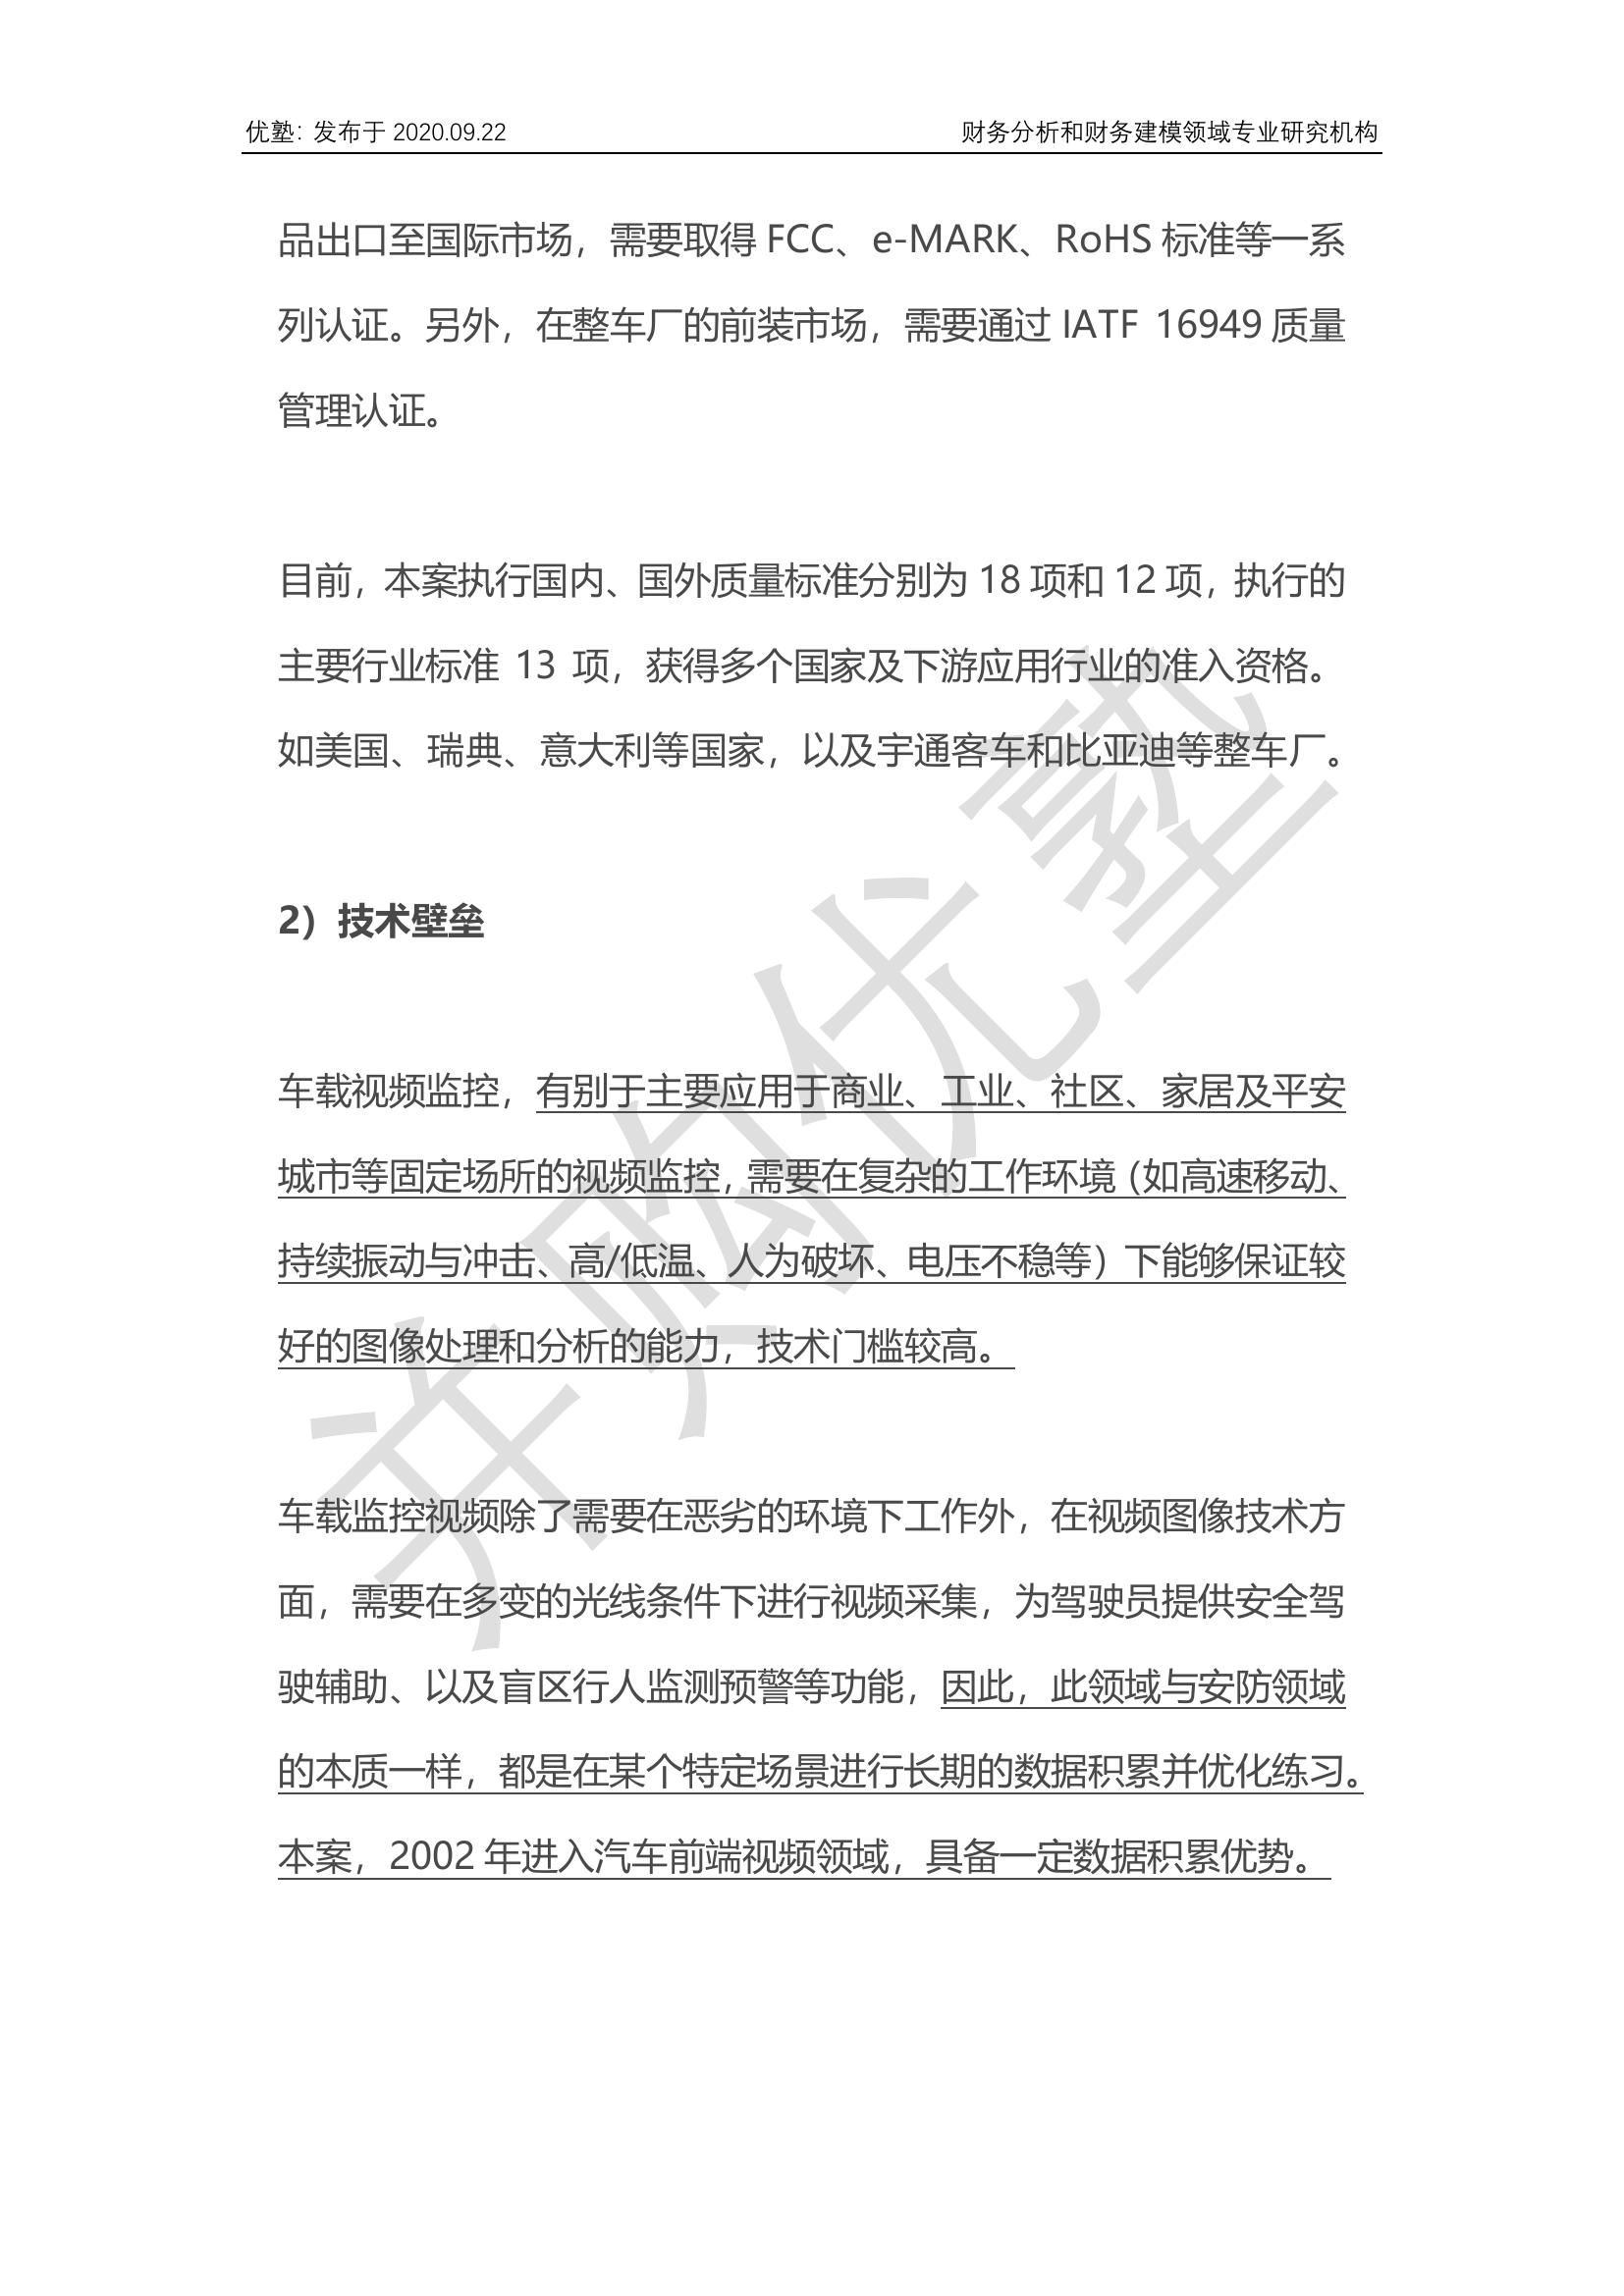 优塾：发布于 2020.09.22
财务分析和财务建模领域专业研究机构
品出口至国际市场，需要取得 FCC、e-MARK、RoHS 标准等一系
列认证。另外，在整车厂的前装市场，需要通过 IATF 16949 质量
管理认证。
目前，本案执行国内、国外质量标准分别为 18 项和 12 项，执行的
主要行业标准 13 项，获得多个国家及下游应用行业的准入资格。
如美国、瑞典、意大利等国家，以及宇通客车和比亚迪等整车厂。
2）技术壁垒
车载视频监控，有别于主要应用于商业、工业、社区、家居及平安
城市等固定场所的视频监控，需要在复杂的工作环境（如高速移动、
持续振动与冲击、高/低温、人为破坏、电压不稳等）下能够保证较
好的图像处理和分析的能力，技术门槛较高。
车载监控视频除了需要在恶劣的环境下工作外，在视频图像技术方
面，需要在多变的光线条件下进行视频采集，为驾驶员提供安全驾
驶辅助、以及盲区行人监测预警等功能，因此，此领域与安防领域
的本质一样，都是在某个特定场景进行长期的数据积累并优化练习。
本案，2002 年进入汽车前端视频领域，具备一定数据积累优势。
并购优塾